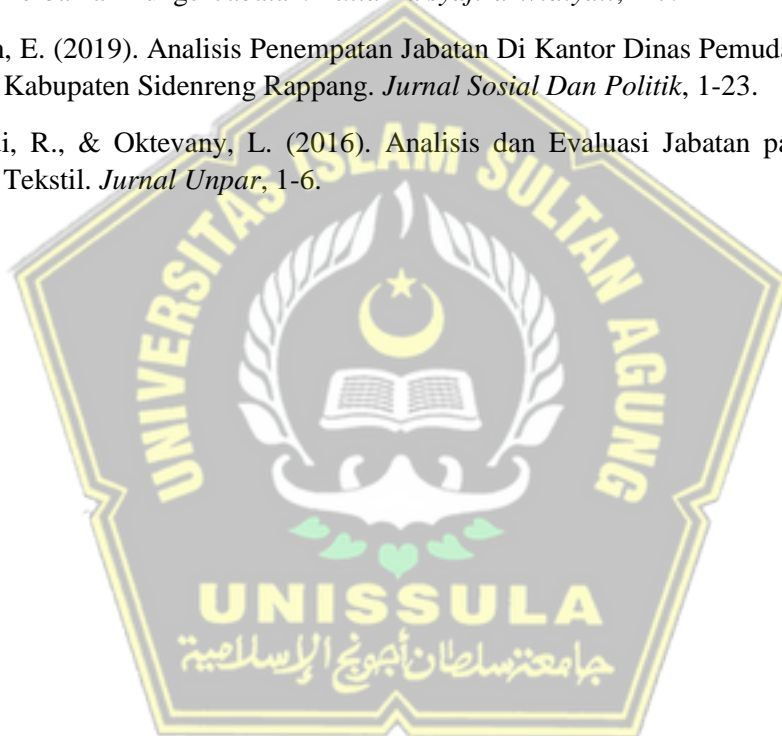 n, E. (2019). Analisis Penempatan Jabatan Di Kantor Dinas Pemuda
Kabupaten Sidenreng Rappang. Jurnal Sosial Dan Politik, 1-23.
i, R., & Oktevany, L. (2016). Analisis dan Evaluasi Jabatan pa
Tekstil. Jurnal Unpar, 1-6.
UNIVERSITAS ISLAM SULTAN AGUNG
UNISSULA
جامعة سلطان أجونج الإسلامية